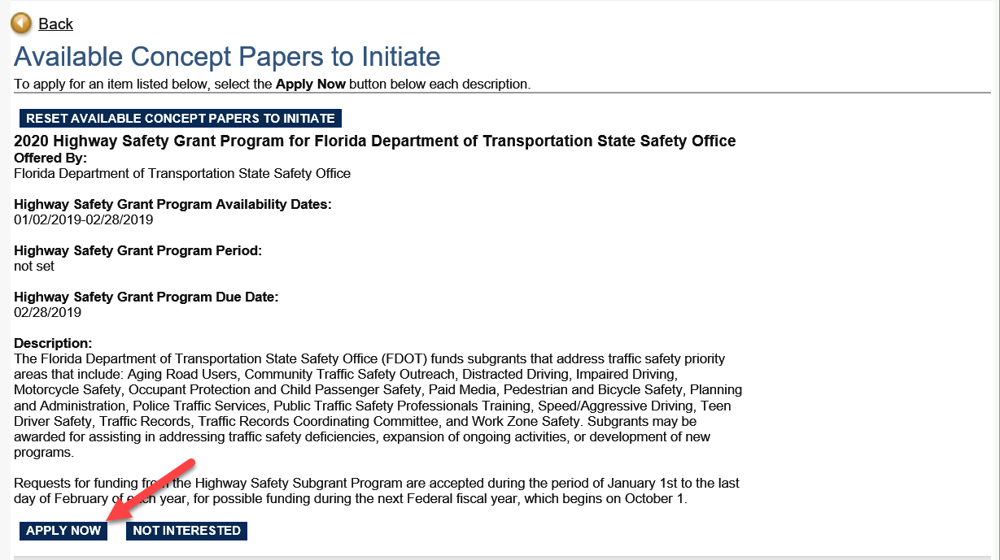 Back
Available Concept Papers to Initiate
To apply for an item listed below, select the Apply Now button below each description.
RESET AVAILABLE CONCEPT PAPERS TO INITIATE
2020 Highway Safety Grant Program for Florida Department of Transportation State Safety Office
Offered By:
Florida Department of Transportation State Safety Office
Highway Safety Grant Program Availability Dates:
01/02/2019-02/28/2019
Highway Safety Grant Program Period:
not set
Highway Safety Grant Program Due Date:
02/28/2019
Description:
The Florida Department of Transportation State Safety Office (FDOT) funds subgrants that address traffic safety priority
areas that include: Aging Road Users, Community Traffic Safety Outreach, Distracted Driving, Impaired Driving,
Motorcycle Safety, Occupant Protection and Child Passenger Safety, Paid Media, Pedestrian and Bicycle Safety, Planning
and Administration, Police Traffic Services, Public Traffic Safety Professionals Training, Speed/Aggressive Driving, Teen
Driver Safety, Traffic Records, Traffic Records Coordinating Committee, and Work Zone Safety. Subgrants may be
awarded for assisting in addressing traffic safety deficiencies, expansion of ongoing activities, or development of new
programs.
Requests for funding from the Highway Safety Subgrant Program are accepted during the period of January 1st to the last
day of February of each year, for possible funding during the next Federal fiscal year, which begins on October 1.
APPLY NOW NOT INTERESTED